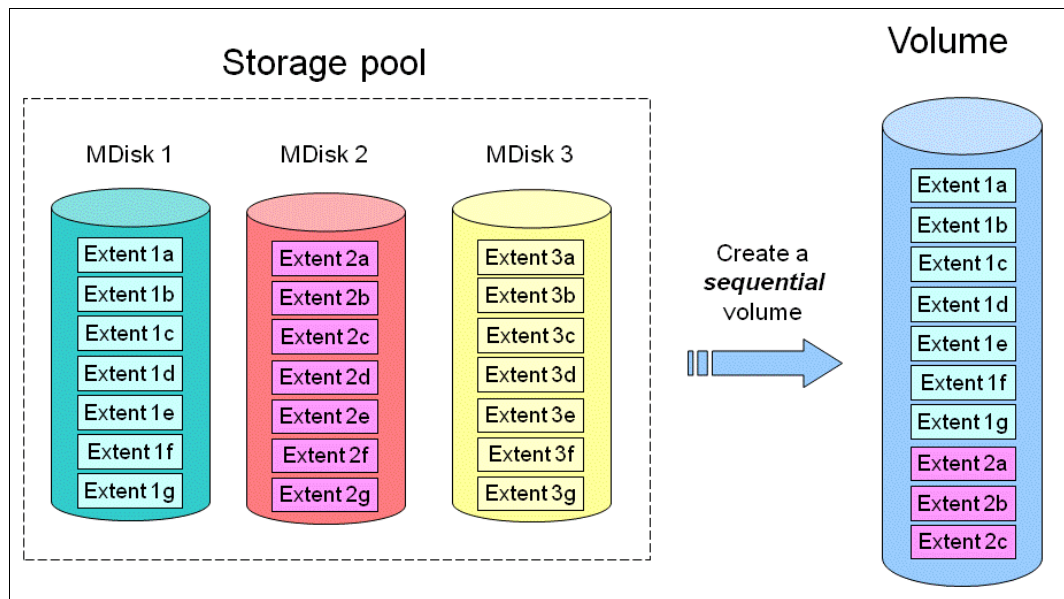 Storage pool
Volume
MDisk 1
MDisk 2
MDisk 3
Extent 1a
Extent 1b
Extent 1c
Extent 1d
Extent 1e
Extent 1f
Extent 1g
Extent 2a
Extent 2b
Extent 2c
Extent 2d
Extent 2e
Extent 2f
Extent 2g
Extent 3a
Extent 3b
Extent 3c
Extent 3d
Extent 3e
Extent 3f
Extent 3g
Create a
sequential
volume
Extent 1a
Extent 1b
Extent 1c
Extent 1d
Extent 1e
Extent 1f
Extent 1g
Extent 2a
Extent 2b
Extent 2c